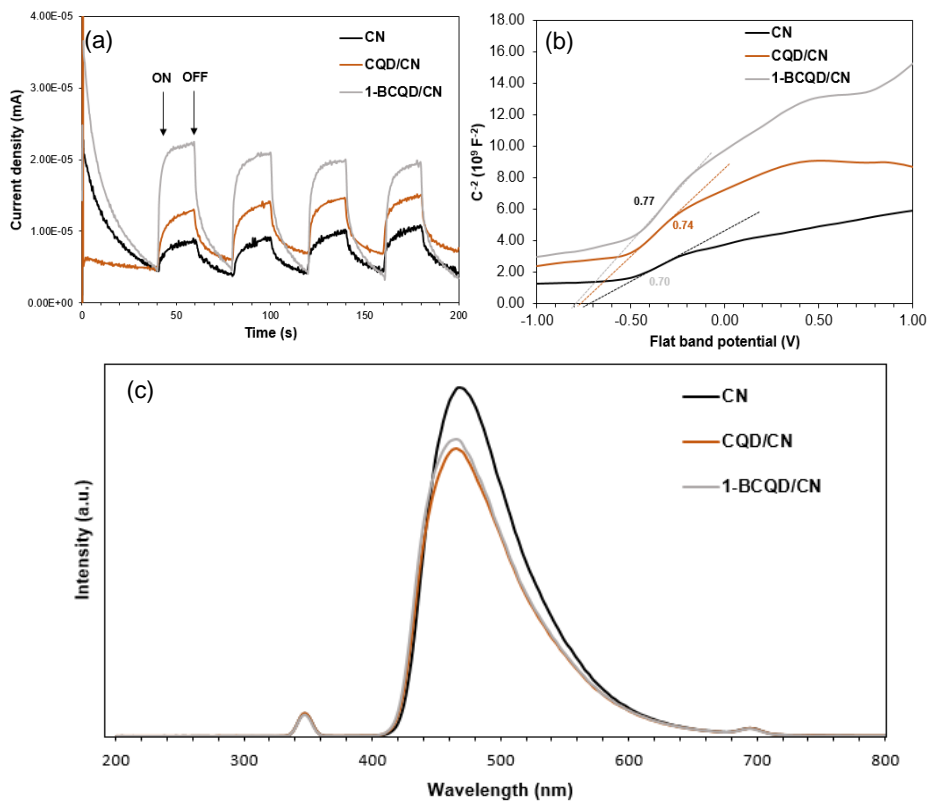 (a)
CN
CQD/CN
1-BCQD/CN
ON
OFF
Current density (mA)
4.00E-05
3.00E-05
2.00E-05
1.00E-05
0.00E+00
0
50
100
150
200
Time (s)
(b)
CN
CQD/CN
1-BCQD/CN
C-2 (10⁹ F-2)
18.00
16.00
14.00
12.00
10.00
8.00
6.00
4.00
2.00
0.00
0.77
0.74
0.70
-1.00
-0.50
0.00
0.50
1.00
Flat band potential (V)
(c)
CN
CQD/CN
1-BCQD/CN
Intensity (a.u.)
200
300
400
500
600
700
800
Wavelength (nm)